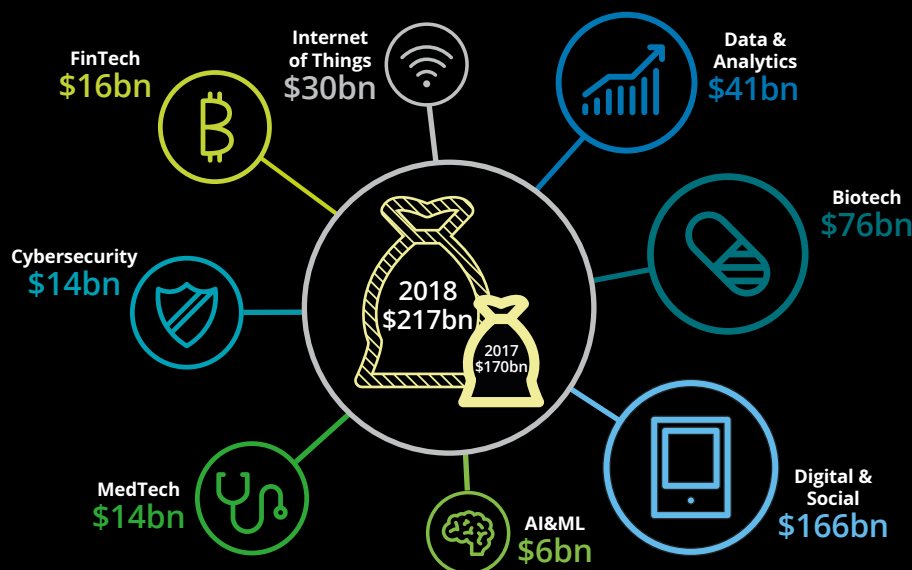 FinTech
$16bn
Internet
of Things
$30bn
Data &
Analytics
$41bn
Biotech
$76bn
Cybersecurity
$14bn
2018
$217bn
2017
$170bn
MedTech
$14bn
AI&ML
$6bn
Digital &
Social
$166bn